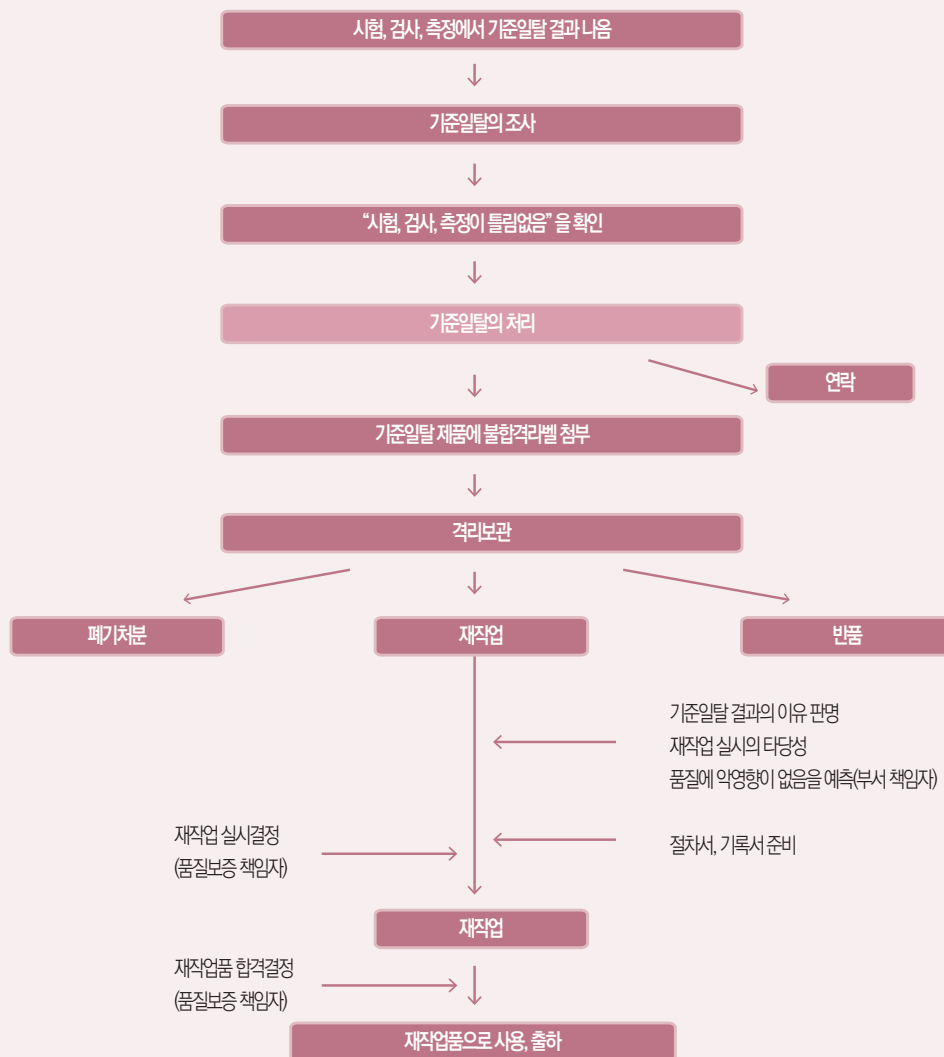 시험, 검사, 측정에서 기준일탈 결과 나옴
기준일탈의 조사
“시험, 검사, 측정이 틀림없음” 을 확인
기준일탈의 처리
연락
기준일탈 제품에 불합격라벨 첨부
격리보관
폐기처분
재작업
반품
기준일탈 결과의 이유 판명
재작업 실시의 타당성
품질에 악영향이 없음을 예측(부서 책임자)
재작업 실시결정
(품질보증 책임자)
절차서, 기록서 준비
재작업
재작업품 합격결정
(품질보증 책임자)
재작업품으로 사용, 출하